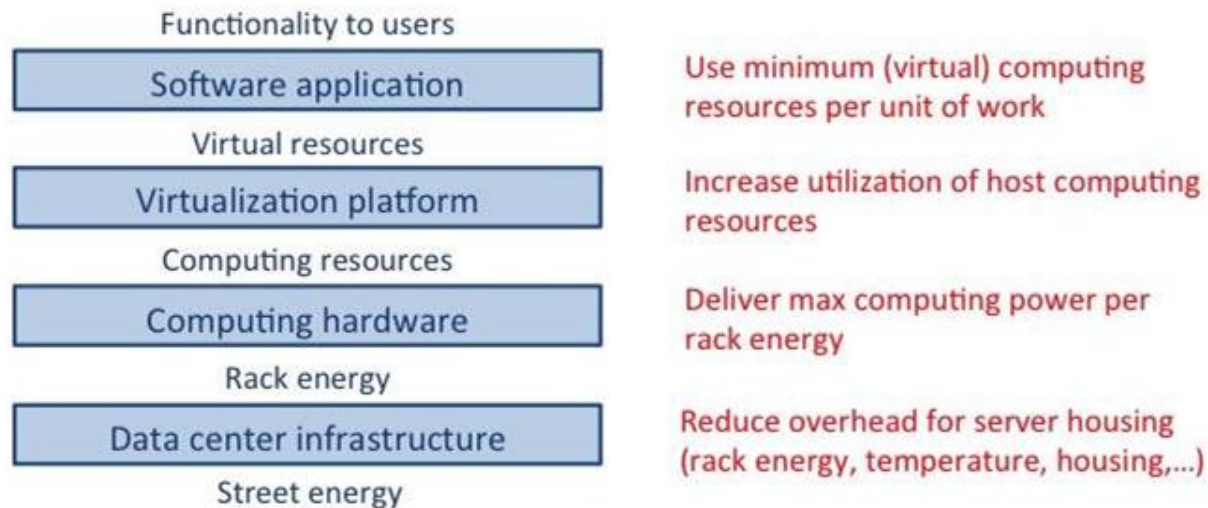 Functionality to users
Software application
Use minimum (virtual) computing
resources per unit of work
Virtual resources
Virtualization platform
Increase utilization of host computing
resources
Computing resources
Computing hardware
Deliver max computing power per
rack energy
Rack energy
Data center infrastructure
Reduce overhead for server housing
(rack energy, temperature, housing,...)
Street energy